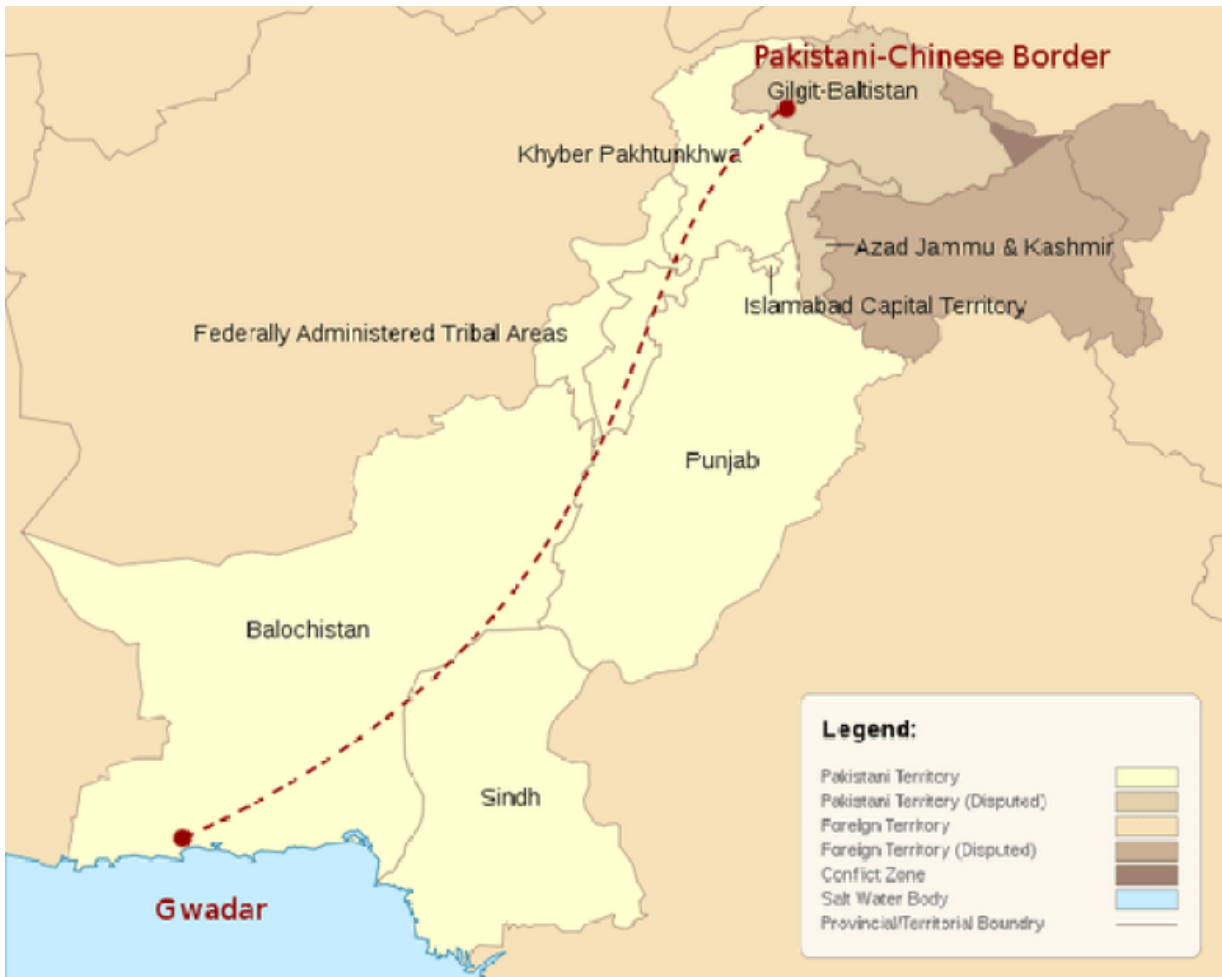 Pakistani-Chinese Border
Gilgit-Baltistan
Khyber Pakhtunkhwa
Azad Jammu & Kashmir
Islamabad Capital Territory
Federally Administered Tribal Areas
Punjab
Balochistan
Sindh
Gwadar
Legend:
Pakistani Territory
Pakistani Territory (Disputed)
Foreign Territory
Foreign Territory (Disputed)
Confict Zone
Salt Water Body
Provincial/Territorial Boundry